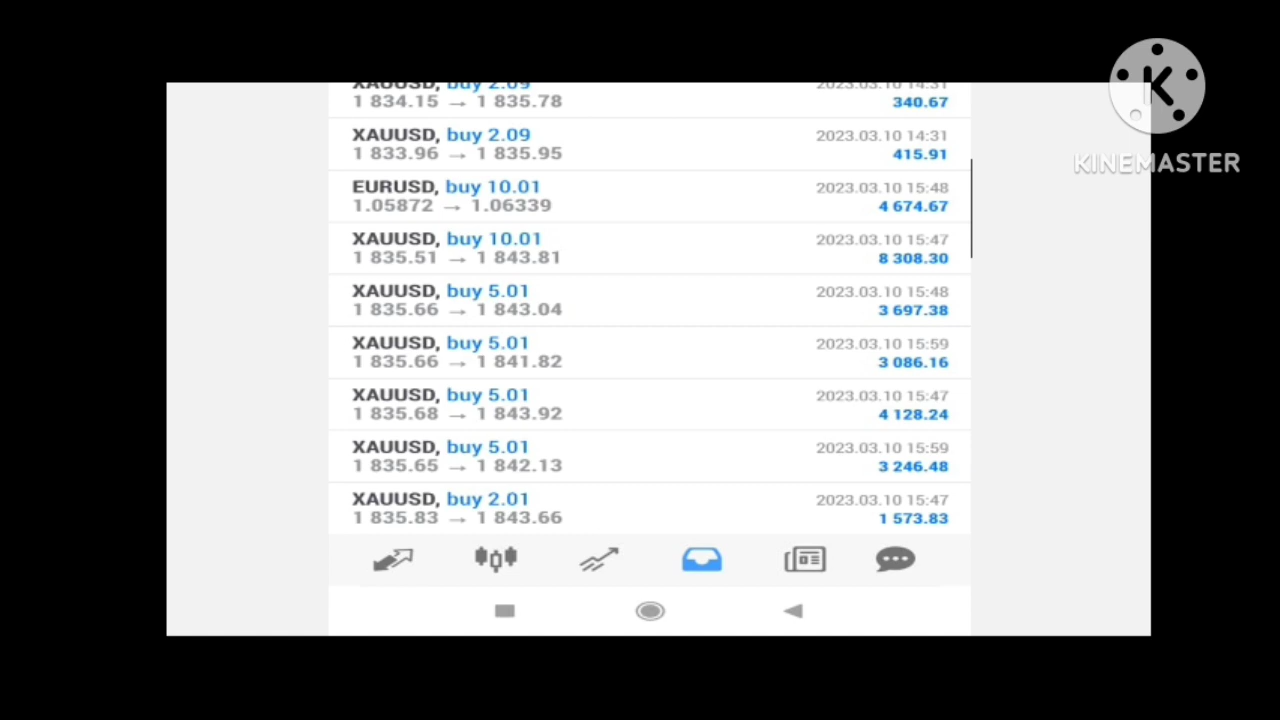 XAUUSD, buy 2.09 2023.03.10 14:31
1 834.15 → 1 835.78 340.67
XAUUSD, buy 2.09 2023.03.10 14:31
1 833.96 → 1 835.95 415.91
EURUSD, buy 10.01 2023.03.10 15:48
1.05872 → 1.06339 4 674.67
XAUUSD, buy 10.01 2023.03.10 15:47
1 835.51 → 1 843.81 8 308.30
XAUUSD, buy 5.01 2023.03.10 15:48
1 835.66 → 1 843.04 3 697.38
XAUUSD, buy 5.01 2023.03.10 15:59
1 835.66 → 1 841.82 3 086.16
XAUUSD, buy 5.01 2023.03.10 15:47
1 835.68 → 1 843.92 4 128.24
XAUUSD, buy 5.01 2023.03.10 15:59
1 835.65 → 1 842.13 3 246.48
XAUUSD, buy 2.01 2023.03.10 15:47
1 835.83 → 1 843.66 1 573.83
K
KINEMASTER